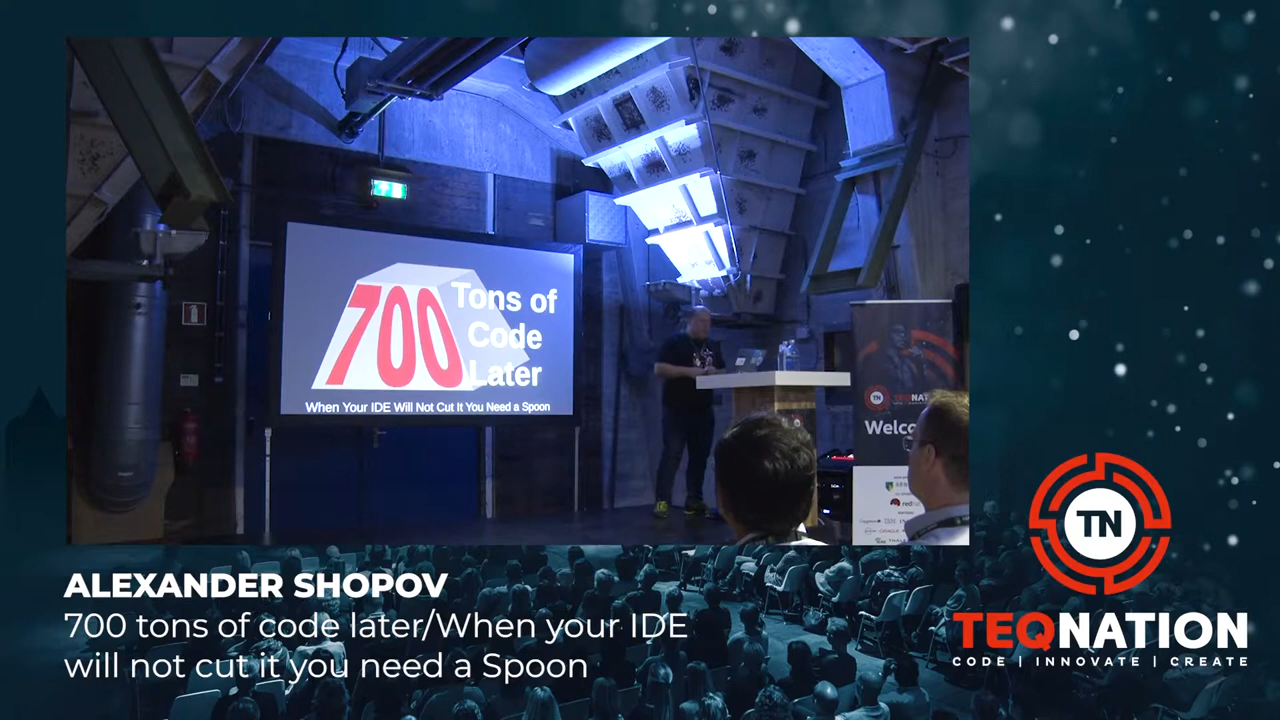 700
Tons of
Code
Later
When Your IDE Will Not Cut It You Need a Spoon
TN
Welco
ALEXANDER SHOPOV
700 tons of code later/When your IDE
will not cut it you need a Spoon
TN
TEQNATION
CODE | INNOVATE | CREATE